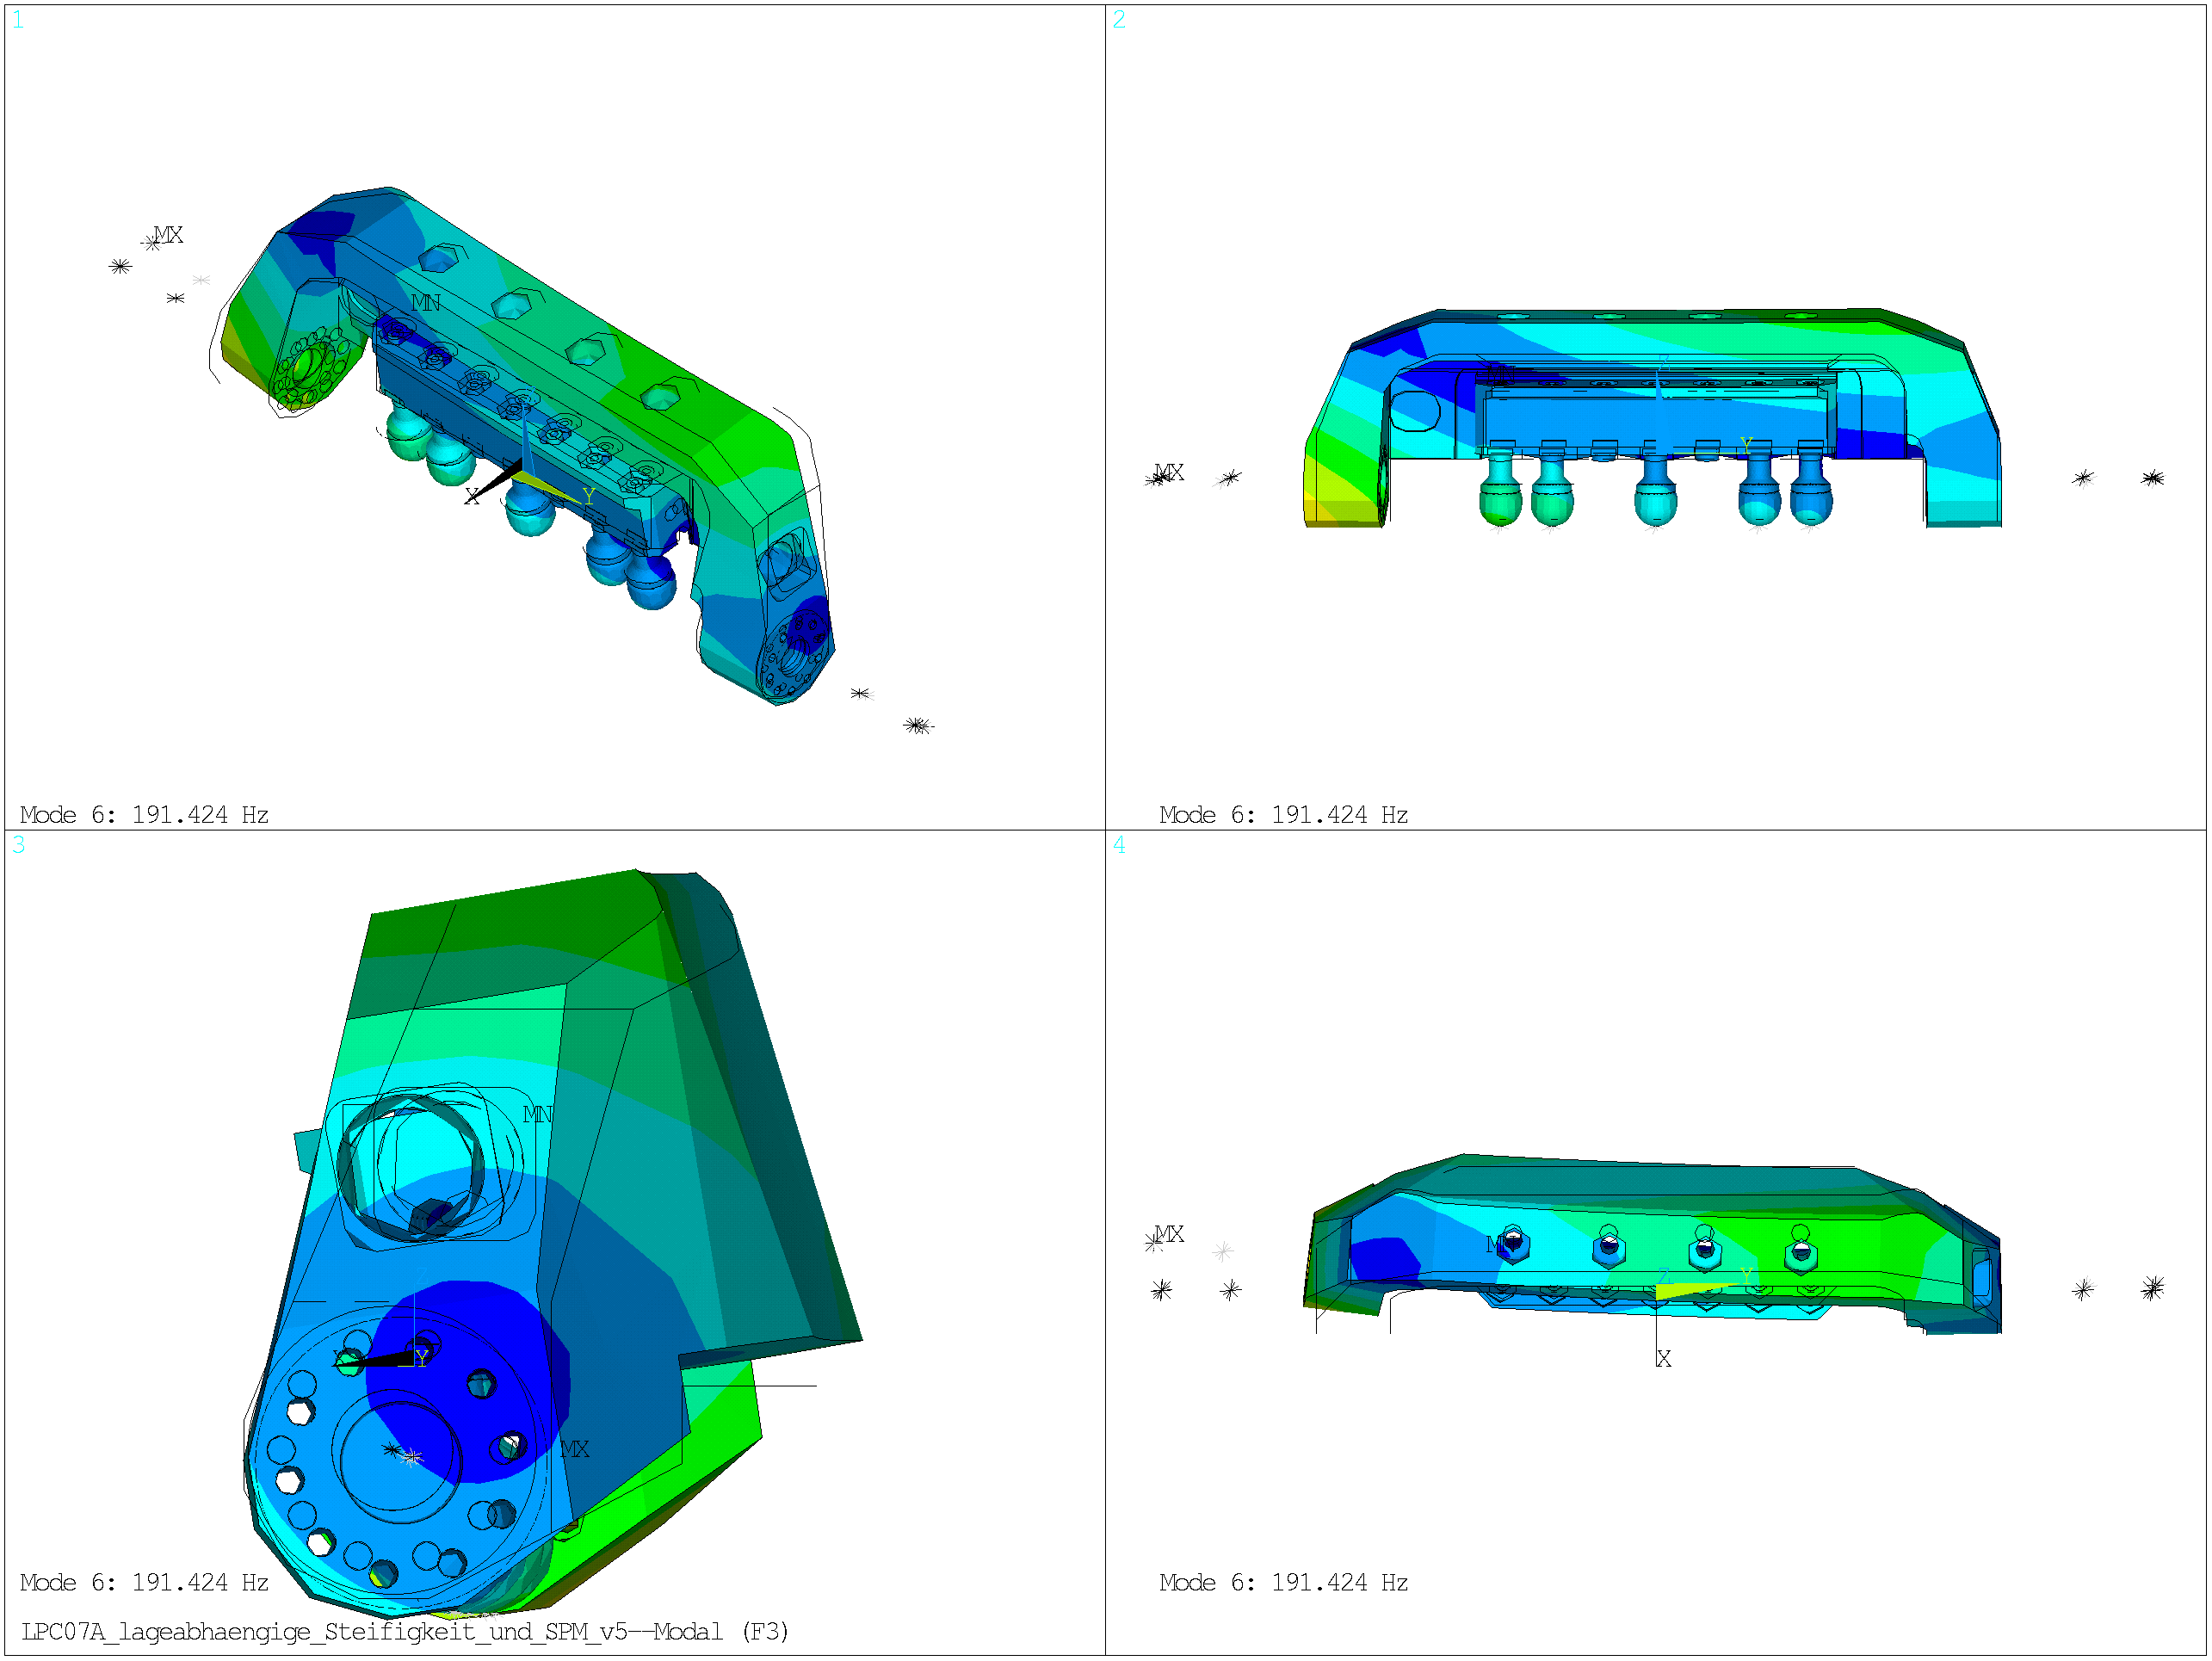 1
MX
MN
X
Y
Mode 6: 191.424 Hz
2
MX
Z
Y
Mode 6: 191.424 Hz
3
MN
Y
MX
Mode 6: 191.424 Hz
LPC07A_lageabhaengige_Steifigkeit_und_SPM_v5--Modal (F3)
4
MX
Z
Y
X
Mode 6: 191.424 Hz